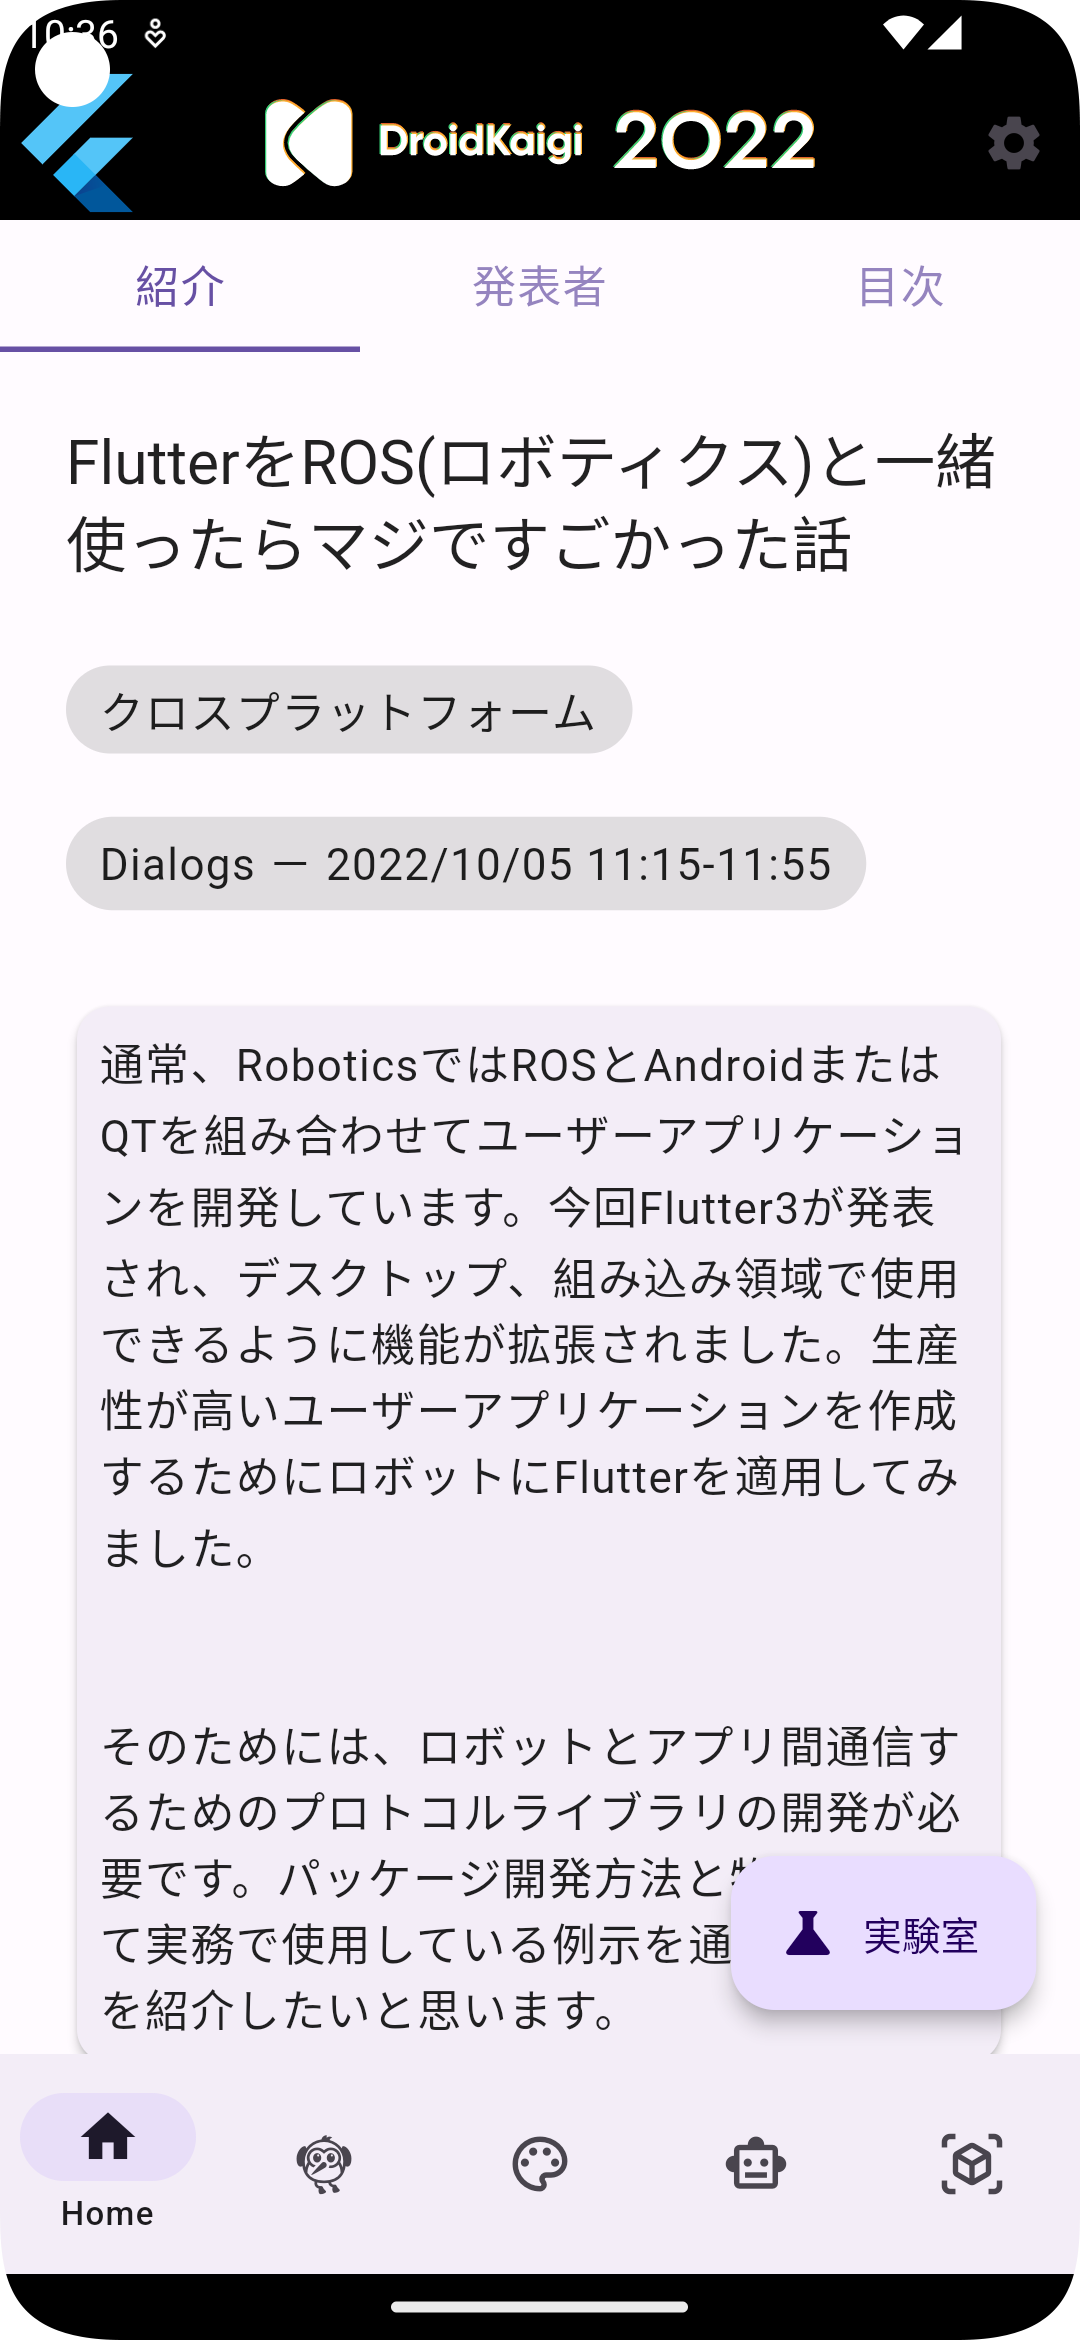 10:36
DroidKaigi 2022
紹介 発表者 目次
FlutterをROS(ロボティクス)と一緒
使ったらマジですごかった話
クロスプラットフォーム
Dialogs — 2022/10/05 11:15-11:55
通常、RoboticsではROSとAndroidまたは
QTを組み合わせてユーザーアプリケーショ
ンを開発しています。今回Flutter3が発表
され、デスクトップ、組み込み領域で使用
できるように機能が拡張されました。生産
性が高いユーザーアプリケーションを作成
するためにロボットにFlutterを適用してみ
ました。
そのためには、ロボットとアプリ間通信す
るためのプロトコルライブラリの開発が必
要です。パッケージ開発方法と
て実務で使用している例示を通
を紹介したいと思います。
実験室
Home